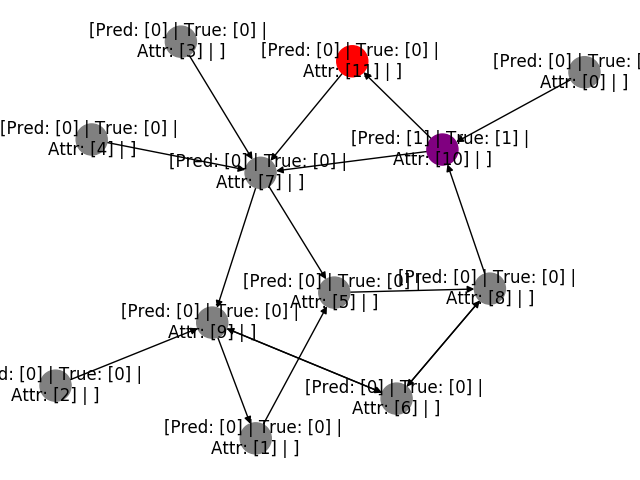 [Pred: [0] | True: [0] |
Attr: [3] | ]
[Pred: [0] | True: [0] |
Attr: [11] | ]
[Pred: [0] | True: [
Attr: [0] | ]
[Pred: [0] | True: [0] |
Attr: [4] | ]
[Pred: [1] | True: [1] |
Attr: [10] | ]
[Pred: [0] | True: [0] |
Attr: [7] | ]
[Pred: [0] | True: [0] |
Attr: [5] | ]
[Pred: [0] | True: [0] |
Attr: [8] | ]
[Pred: [0] | True: [0] |
Attr: [9] | ]
d: [0] | True: [0] |
Attr: [2] | ]
[Pred: [0] | True: [0] |
Attr: [6] | ]
[Pred: [0] | True: [0] |
Attr: [1] | ]